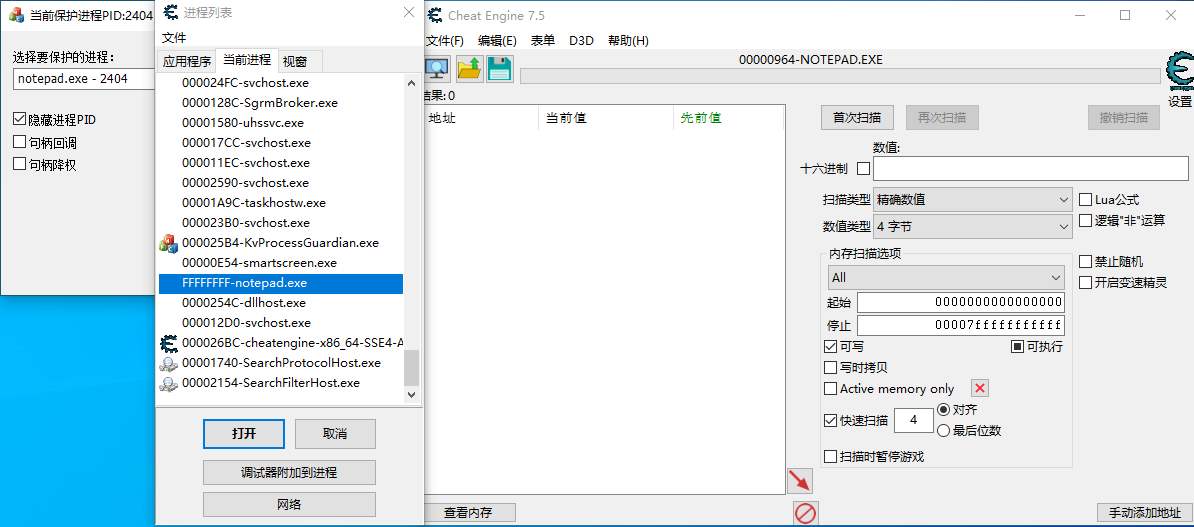 当前保护进程PID:2404
选择要保护的进程:
notepad.exe - 2404
隐藏进程PID
句柄回调
句柄降权
进程列表
文件
应用程序 当前进程 视窗
000024FC-svchost.exe
0000128C-SgrmBroker.exe
00001580-uhssvc.exe
000017CC-svchost.exe
000011EC-svchost.exe
00002590-svchost.exe
00001A9C-taskhostw.exe
000023B0-svchost.exe
000025B4-KvProcessGuardian.exe
00000E54-smartscreen.exe
FFFFFFFF-notepad.exe
0000254C-dllhost.exe
000012D0-svchost.exe
000026BC-cheatengine-x86_64-SSE4-A
00001740-SearchProtocolHost.exe
00002154-SearchFilterHost.exe
打开 取消
调试器附加到进程
网络
Cheat Engine 7.5
文件(F) 编辑(E) 表单 D3D 帮助(H)
00000964-NOTEPAD.EXE
设置
结果: 0
地址 当前值 先前值
首次扫描 再次扫描 撤销扫描
数值:
十六进制
扫描类型 精确数值 Lua公式
数值类型 4 字节 逻辑"非"运算
内存扫描选项
All
禁止随机
开启变速精灵
起始 0000000000000000
停止 00007fffffffffff
可写 可执行
写时拷贝
Active memory only
快速扫描 4 对齐
最后位数
扫描时暂停游戏
查看内存 手动添加地址